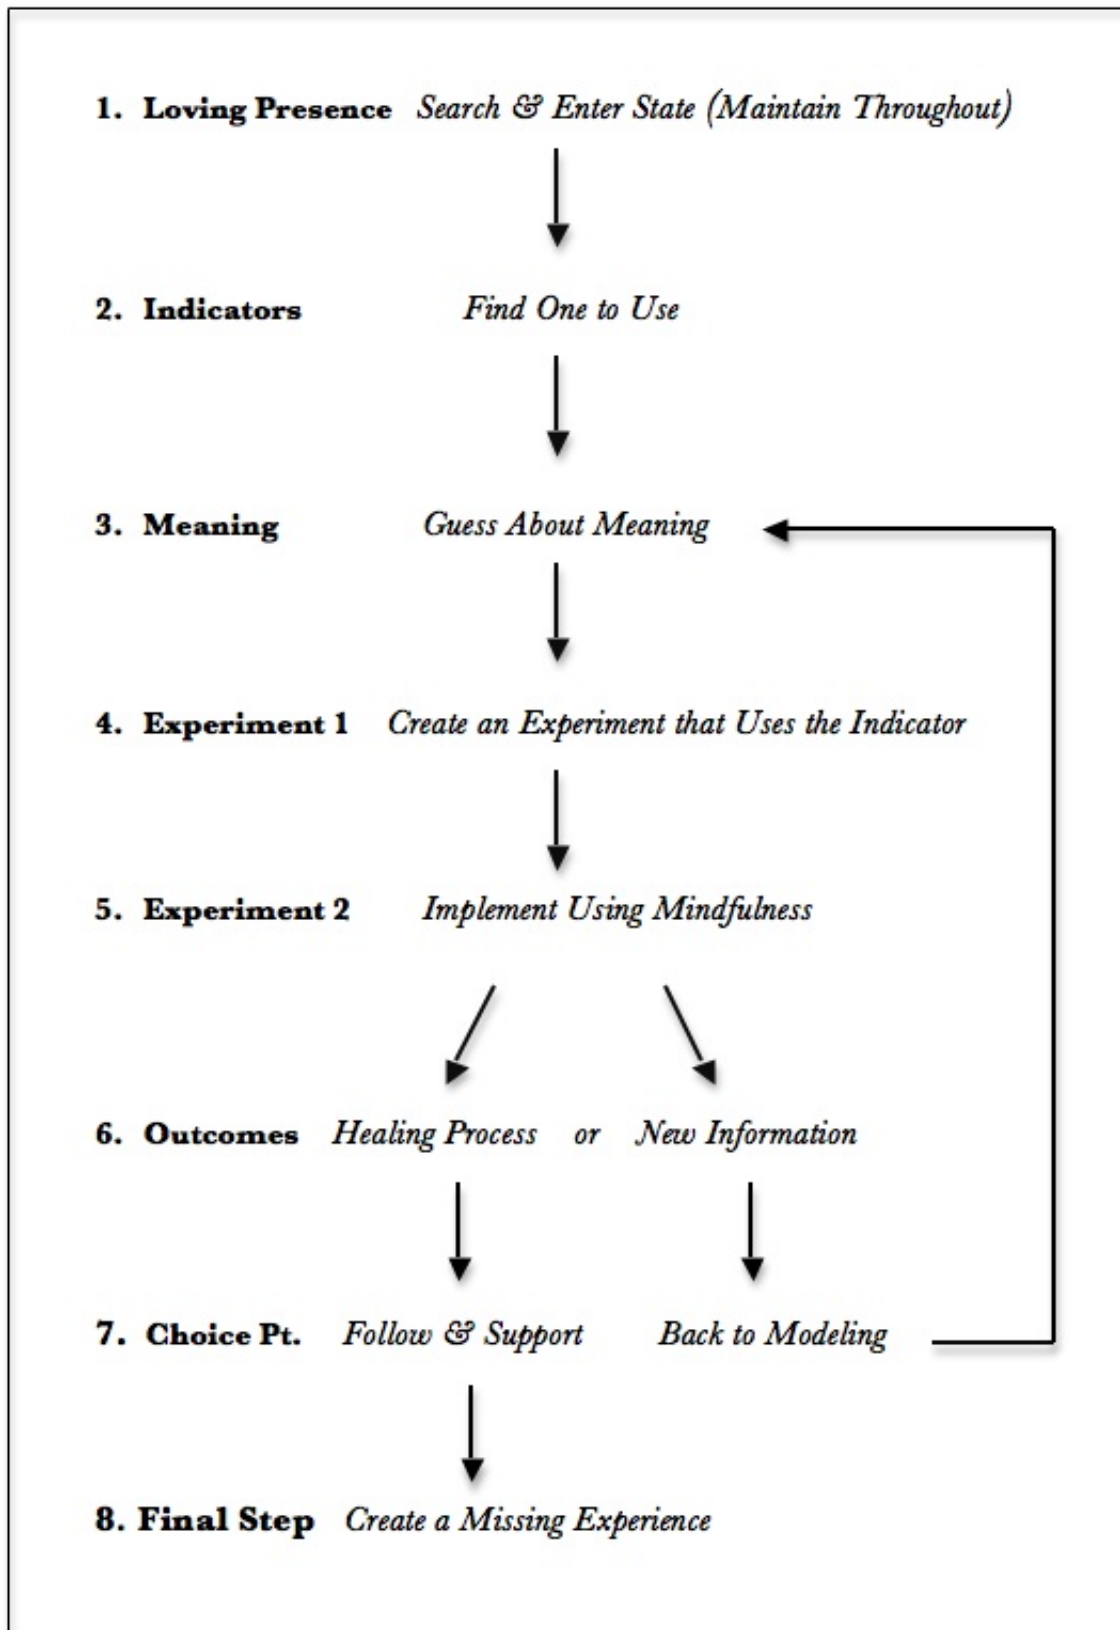 1. Loving Presence Search & Enter State (Maintain Throughout)
2. Indicators Find One to Use
3. Meaning Guess About Meaning
4. Experiment 1 Create an Experiment that Uses the Indicator
5. Experiment 2 Implement Using Mindfulness
6. Outcomes Healing Process or New Information
7. Choice Pt. Follow & Support Back to Modeling
8. Final Step Create a Missing Experience